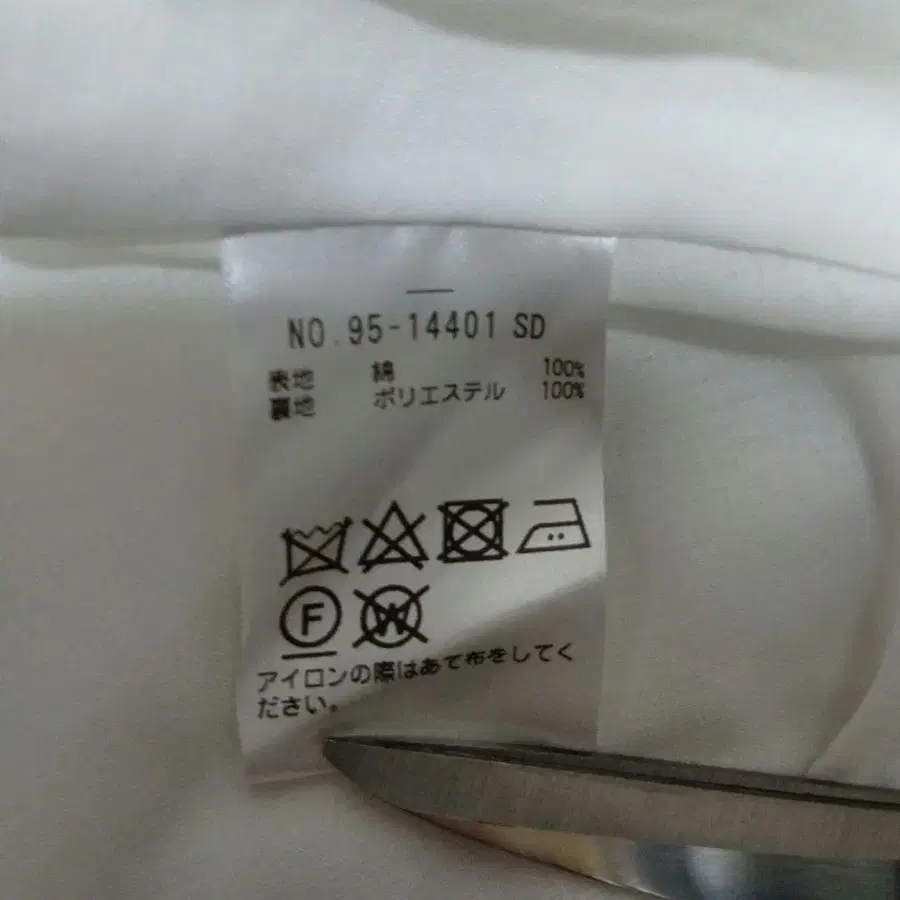 NO.95-14401 SD
表地 綿 100%
裏地 ポリエステル 100%
F W
アイロンの際はあて布をしてく
ださい。